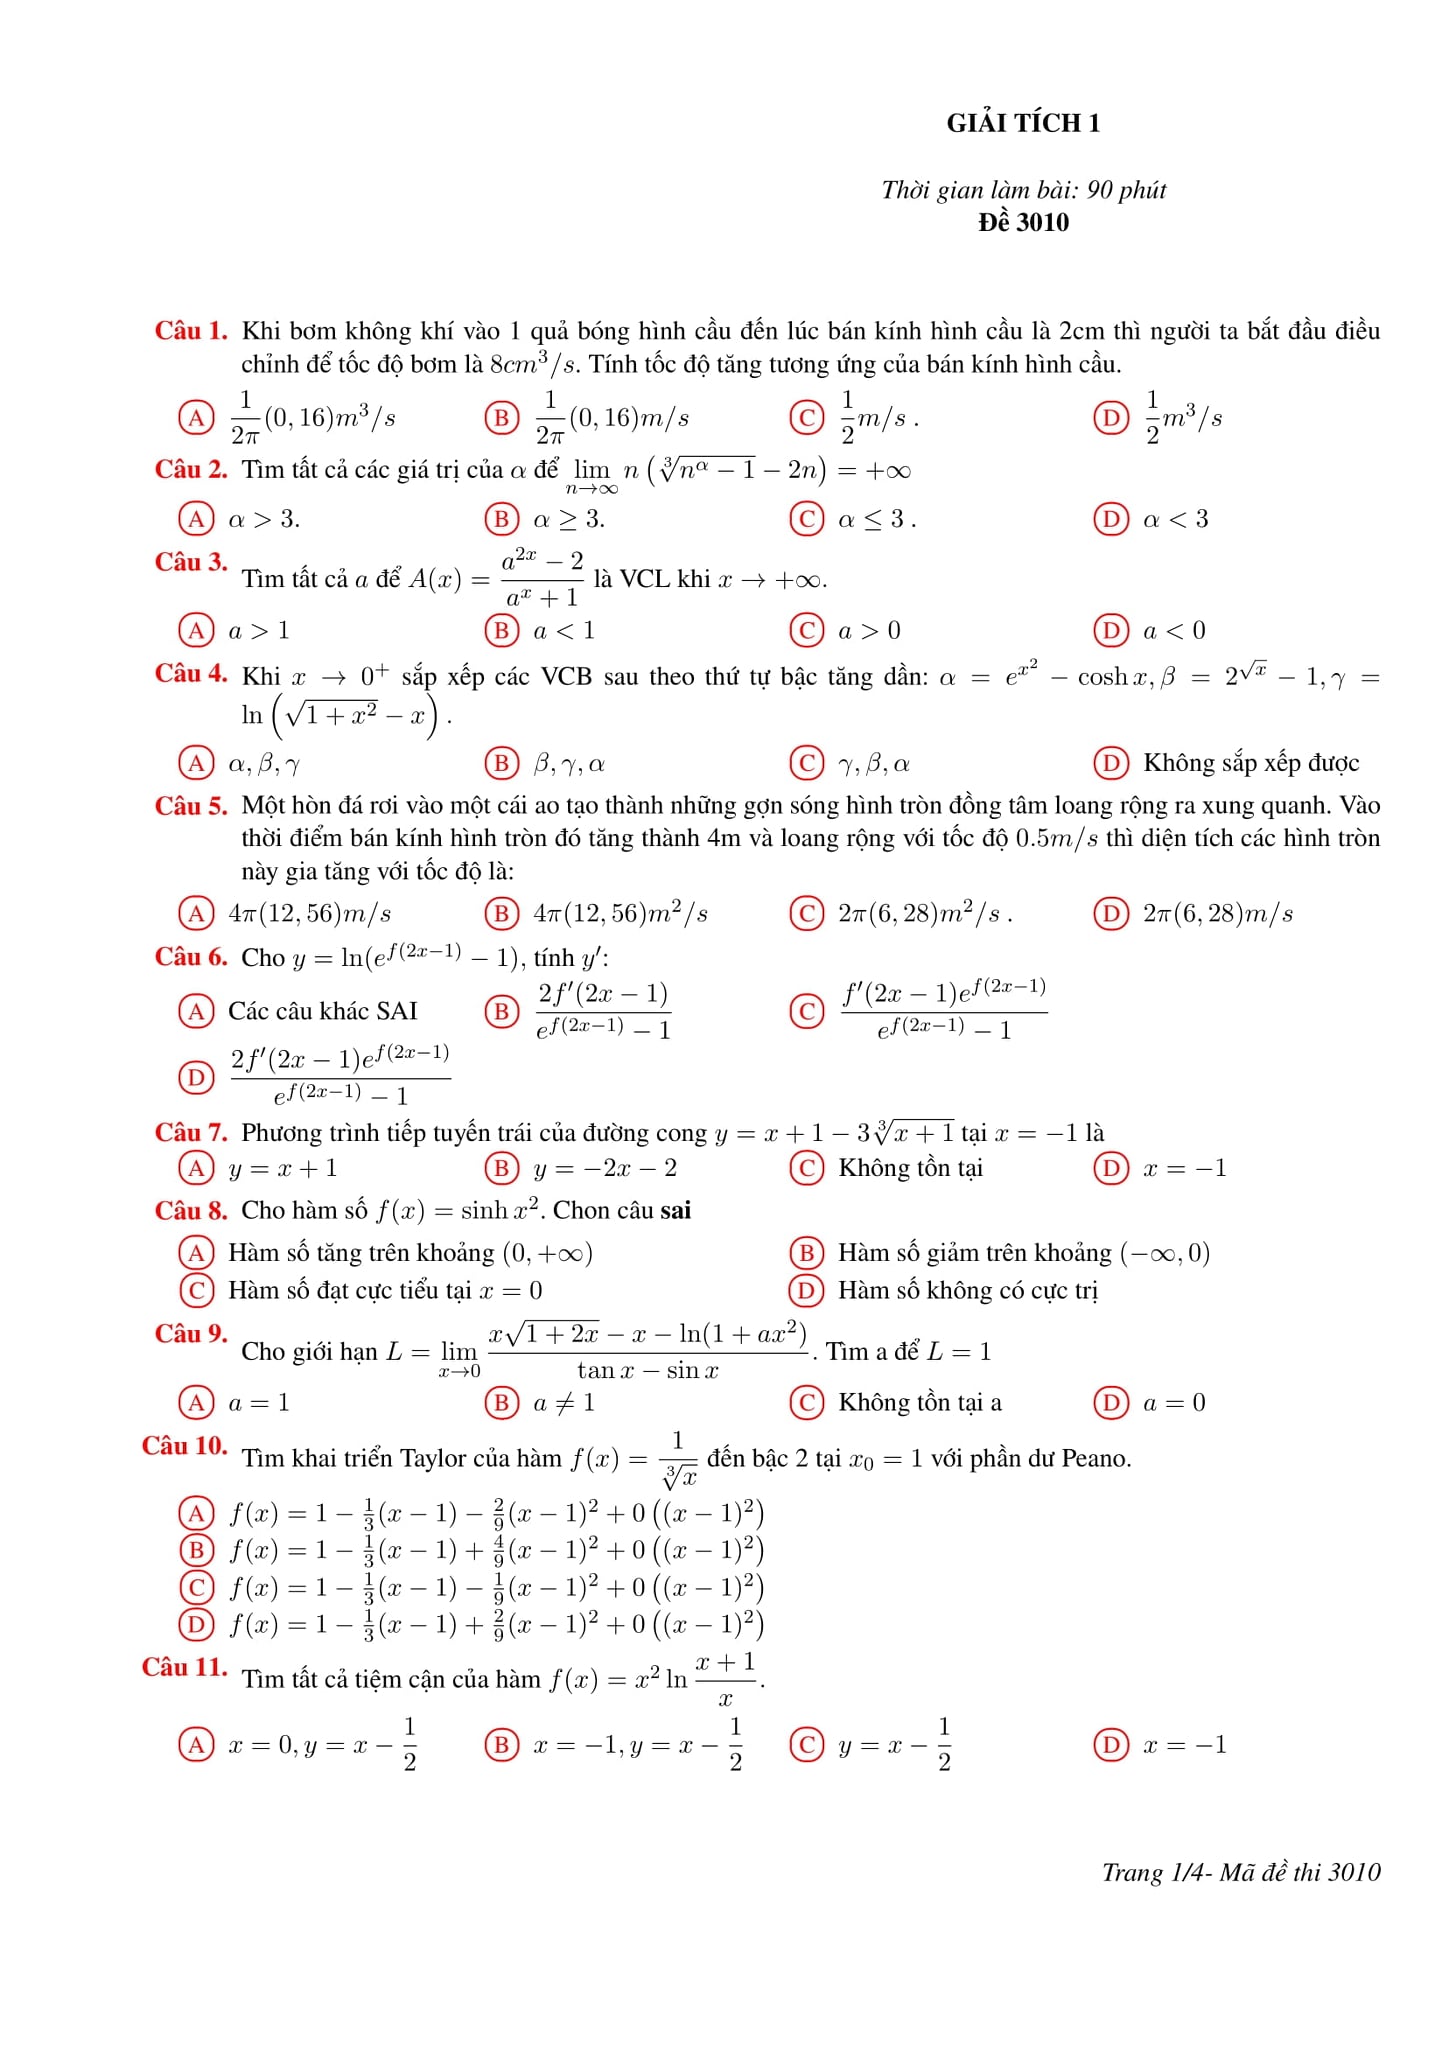 GIẢI TÍCH 1
Thời gian làm bài: 90 phút
Đề 3010
Câu 1. Khi bơm không khí vào 1 quả bóng hình cầu đến lúc bán kính hình cầu là 2cm thì người ta bắt đầu điều
chỉnh để tốc độ bơm là $8cm^3/s$. Tính tốc độ tăng tương ứng của bán kính hình cầu.
A $\frac{1}{2\pi}(0,16)m^3/s$ B $\frac{1}{2\pi}(0,16)m/s$ C $\frac{1}{2}m/s$ . D $\frac{1}{2}m^3/s$
Câu 2. Tìm tất cả các giá trị của $\alpha$ để $\lim_{n\to\infty} n\left(\sqrt[3]{n^\alpha - 1} - 2n\right) = +\infty$
A $\alpha > 3$. B $\alpha \geq 3$. C $\alpha \leq 3$ . D $\alpha < 3$
Câu 3. Tìm tất cả $a$ để $A(x) = \frac{a^{2x} - 2}{a^x + 1}$ là VCL khi $x \to +\infty$.
A $a > 1$ B $a < 1$ C $a > 0$ D $a < 0$
Câu 4. Khi $x \to 0^+$ sắp xếp các VCB sau theo thứ tự bậc tăng dần: $\alpha = e^{x^2} - \cosh x, \beta = 2^{\sqrt{x}} - 1, \gamma =$
$\ln\left(\sqrt{1 + x^2} - x\right)$ .
A $\alpha, \beta, \gamma$ B $\beta, \gamma, \alpha$ C $\gamma, \beta, \alpha$ D Không sắp xếp được
Câu 5. Một hòn đá rơi vào một cái ao tạo thành những gợn sóng hình tròn đồng tâm loang rộng ra xung quanh. Vào
thời điểm bán kính hình tròn đó tăng thành 4m và loang rộng với tốc độ $0.5m/s$ thì diện tích các hình tròn
này gia tăng với tốc độ là:
A $4\pi(12,56)m/s$ B $4\pi(12,56)m^2/s$ C $2\pi(6,28)m^2/s$ . D $2\pi(6,28)m/s$
Câu 6. Cho $y = \ln(e^{f(2x-1)} - 1)$, tính $y'$:
A Các câu khác SAI B $\frac{2f'(2x-1)}{e^{f(2x-1)} - 1}$ C $\frac{f'(2x-1)e^{f(2x-1)}}{e^{f(2x-1)} - 1}$
D $\frac{2f'(2x-1)e^{f(2x-1)}}{e^{f(2x-1)} - 1}$
Câu 7. Phương trình tiếp tuyến trái của đường cong $y = x + 1 - 3\sqrt[3]{x+1}$ tại $x = -1$ là
A $y = x + 1$ B $y = -2x - 2$ C Không tồn tại D $x = -1$
Câu 8. Cho hàm số $f(x) = \sinh x^2$. Chon câu sai
A Hàm số tăng trên khoảng $(0, +\infty)$ B Hàm số giảm trên khoảng $(-\infty, 0)$
C Hàm số đạt cực tiểu tại $x = 0$ D Hàm số không có cực trị
Câu 9. Cho giới hạn $L = \lim_{x\to 0} \frac{x\sqrt{1+2x} - x - \ln(1 + ax^2)}{\tan x - \sin x}$. Tìm a để $L = 1$
A $a = 1$ B $a \neq 1$ C Không tồn tại a D $a = 0$
Câu 10. Tìm khai triển Taylor của hàm $f(x) = \frac{1}{\sqrt[3]{x}}$ đến bậc 2 tại $x_0 = 1$ với phần dư Peano.
A $f(x) = 1 - \frac{1}{3}(x-1) - \frac{2}{9}(x-1)^2 + 0\left((x-1)^2\right)$
B $f(x) = 1 - \frac{1}{3}(x-1) + \frac{4}{9}(x-1)^2 + 0\left((x-1)^2\right)$
C $f(x) = 1 - \frac{1}{3}(x-1) - \frac{1}{9}(x-1)^2 + 0\left((x-1)^2\right)$
D $f(x) = 1 - \frac{1}{3}(x-1) + \frac{2}{9}(x-1)^2 + 0\left((x-1)^2\right)$
Câu 11. Tìm tất cả tiệm cận của hàm $f(x) = x^2 \ln\frac{x+1}{x}$.
A $x = 0, y = x - \frac{1}{2}$ B $x = -1, y = x - \frac{1}{2}$ C $y = x - \frac{1}{2}$ D $x = -1$
Trang 1/4- Mã đề thi 3010